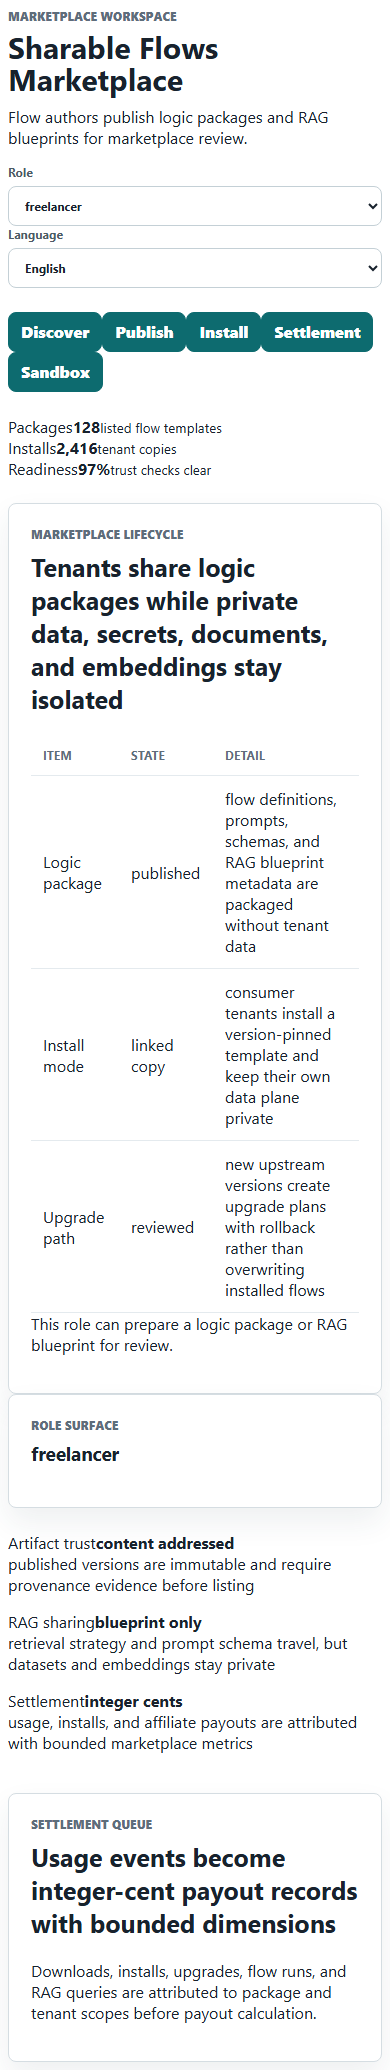 MARKETPLACE WORKSPACE
Sharable Flows
Marketplace
Flow authors publish logic packages and RAG
blueprints for marketplace review.
Role
freelancer
Language
English
Discover Publish Install Settlement
Sandbox
Packages128listed flow templates
Installs2,416tenant copies
Readiness97%trust checks clear
MARKETPLACE LIFECYCLE
Tenants share logic
packages while private
data, secrets, documents,
and embeddings stay
isolated
ITEM STATE DETAIL
Logic
package
published
flow definitions,
prompts,
schemas, and
RAG blueprint
metadata are
packaged
without tenant
data
Install
mode
linked
copy
consumer
tenants install a
version-pinned
template and
keep their own
data plane
private
Upgrade
path
reviewed
new upstream
versions create
upgrade plans
with rollback
rather than
overwriting
installed flows
This role can prepare a logic package or RAG
blueprint for review.
ROLE SURFACE
freelancer
Artifact trustcontent addressed
published versions are immutable and require
provenance evidence before listing
RAG sharingblueprint only
retrieval strategy and prompt schema travel, but
datasets and embeddings stay private
Settlementinteger cents
usage, installs, and affiliate payouts are attributed
with bounded marketplace metrics
SETTLEMENT QUEUE
Usage events become
integer-cent payout records
with bounded dimensions
Downloads, installs, upgrades, flow runs, and
RAG queries are attributed to package and
tenant scopes before payout calculation.